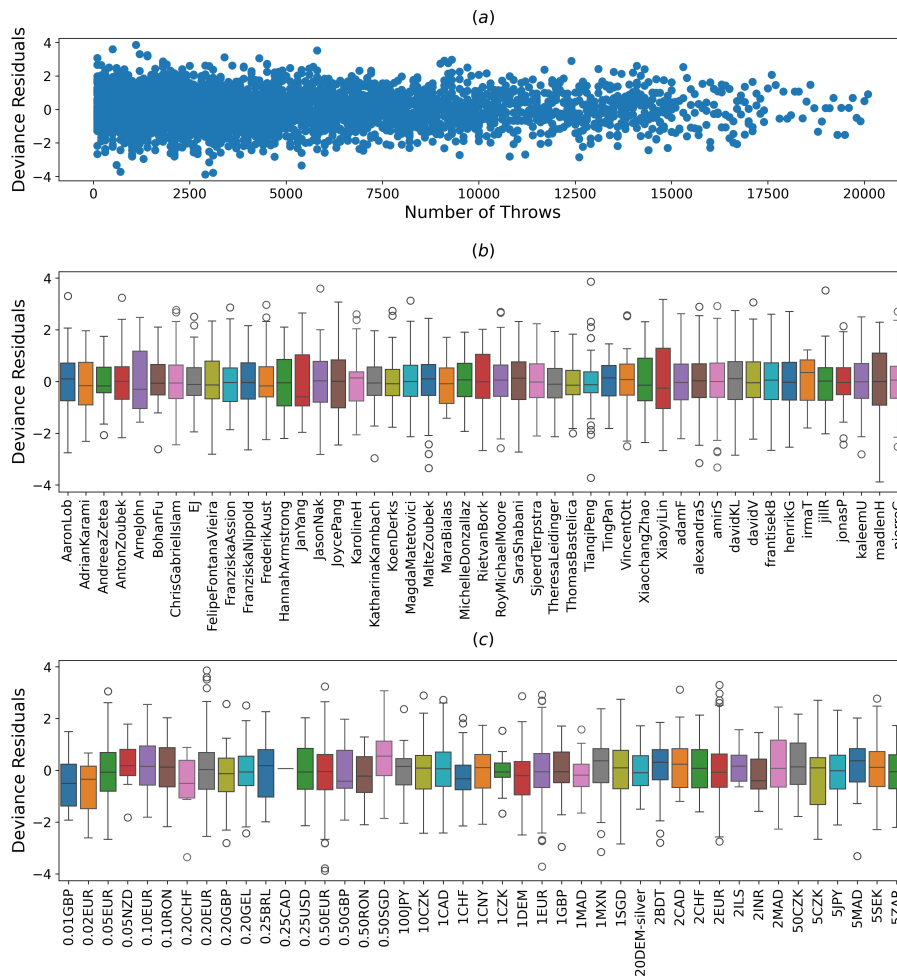 (a)
Deviance Residuals
4
2
0
−2
−4
0 2500 5000 7500 10000 12500 15000 17500 20000
Number of Throws
(b)
Deviance Residuals
4
2
0
−2
−4
AaronLob
AdrianKarami
AndreeaZetea
AntonZoubek
ArneJohn
BohanFu
ChrisGabrielIslam
EJ
FelipeFontanaVieira
FranziskaAssion
FranziskaNippold
FrederikAust
HannahArmstrong
JanYang
JasonNak
JoycePang
KarolineH
KatharinaKambach
KoenDerks
MagdaMatetovici
MalteZoubek
MaraBialas
MichelleDonzallaz
RietvanBork
RoyMichaelMoore
SaraShabani
SjoerdTerpstra
TheresaLeidinger
ThomasBastelica
TianqiPeng
TingPan
VincentOtt
XiaochangZhao
XiaoyiLin
adamF
alexandraS
amirS
davidKL
davidV
frantisekB
henrikG
irmaT
jillR
jonasP
kalemU
madenH
(c)
Deviance Residuals
4
2
0
−2
−4
0.01GBP
0.02EUR
0.05EUR
0.05NZD
0.10EUR
0.10RON
0.20CHF
0.20EUR
0.20GBP
0.20GEL
0.25BRL
0.25CAD
0.25USD
0.50EUR
0.50GBP
0.50RON
0.50SGD
100JPY
10CZK
1CAD
1CHF
1CNY
1CZK
1DEM
1EUR
1GBP
1MAD
1MXN
1SGD
20DEM-silver
2BDT
2CAD
2CHF
2EUR
2ILS
2INR
2MAD
50CZK
5CZK
5JPY
5MAD
5SEK